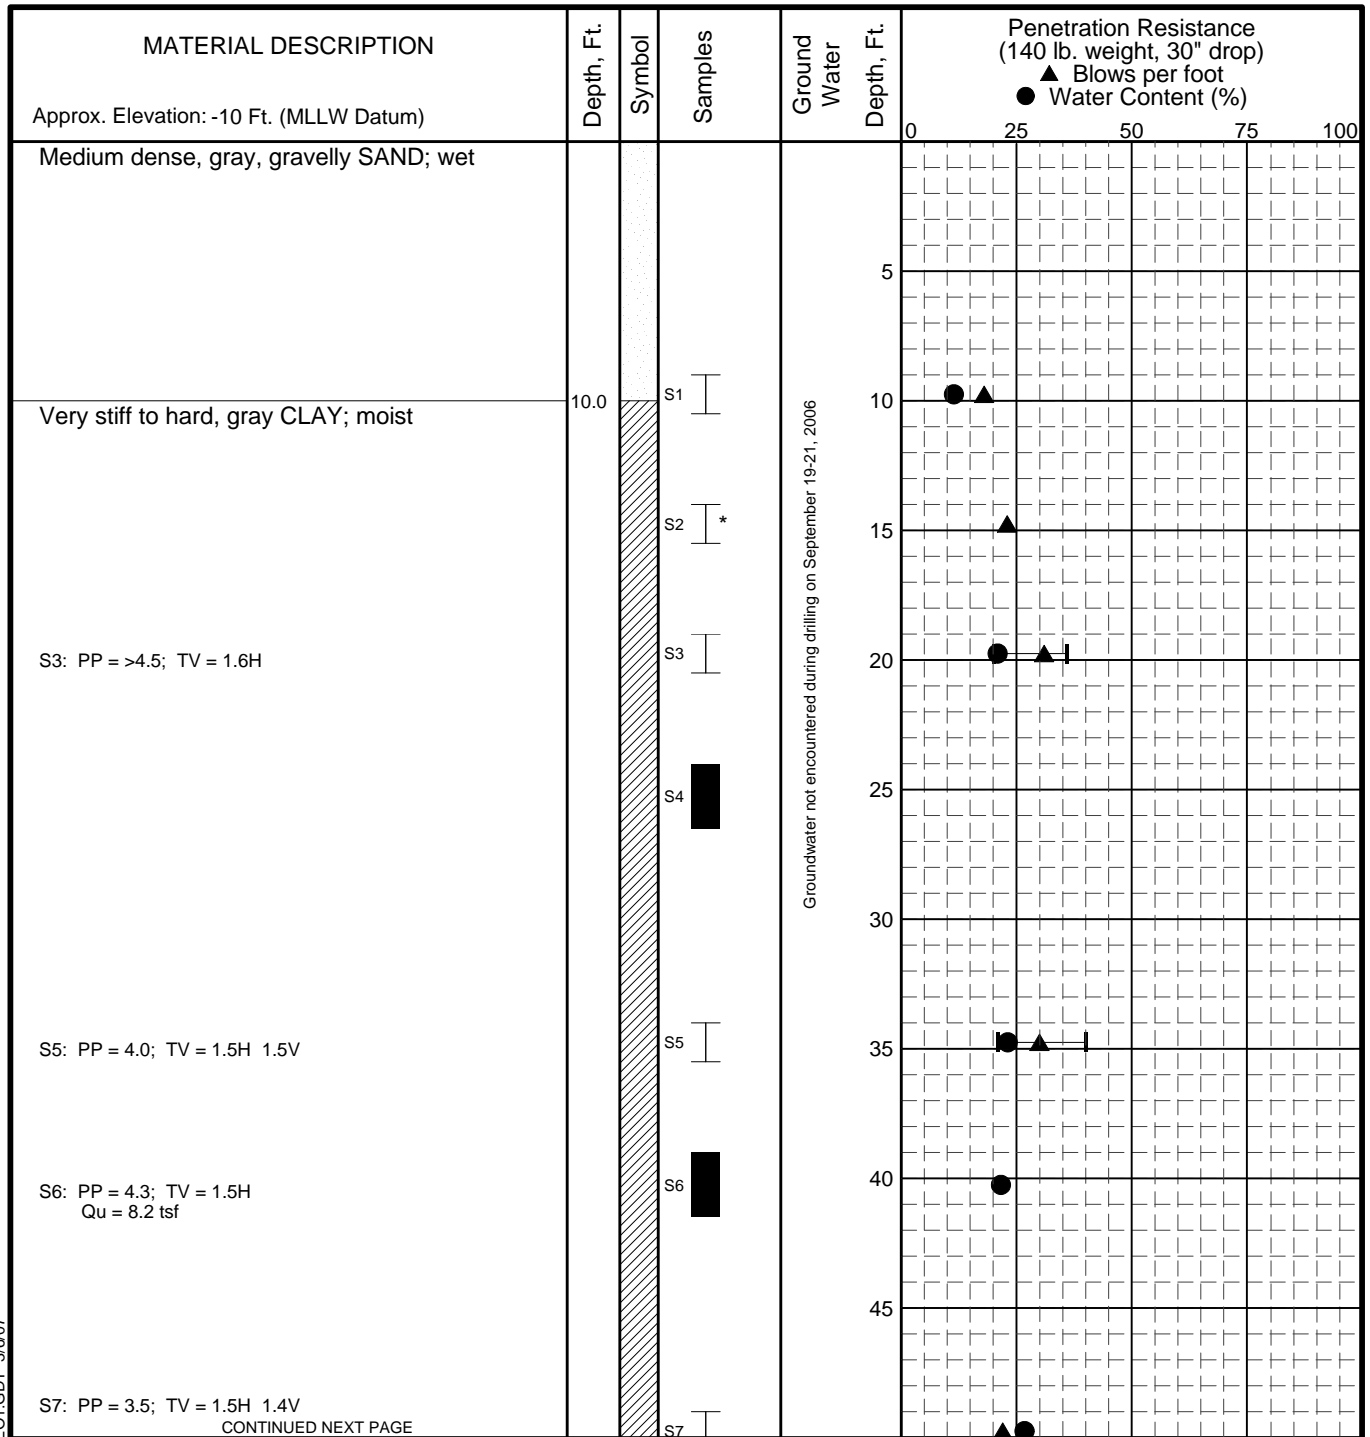 MATERIAL DESCRIPTION
Approx. Elevation: -10 Ft. (MLLW Datum)
Depth, Ft.
Symbol
Samples
Ground
Water
Depth, Ft.
Penetration Resistance
(140 lb. weight, 30" drop)
▲ Blows per foot
● Water Content (%)
0 25 50 75 100
Medium dense, gray, gravelly SAND; wet
5
S1
10.0
10
Very stiff to hard, gray CLAY; moist
Groundwater not encountered during drilling on September 19-21, 2006
S2 *
15
S3: PP = >4.5; TV = 1.6H
S3
20
S4
25
30
S5: PP = 4.0; TV = 1.5H 1.5V
S5
35
S6: PP = 4.3; TV = 1.5H
Qu = 8.2 tsf
S6
40
45
S7: PP = 3.5; TV = 1.5H 1.4V
CONTINUED NEXT PAGE
S7